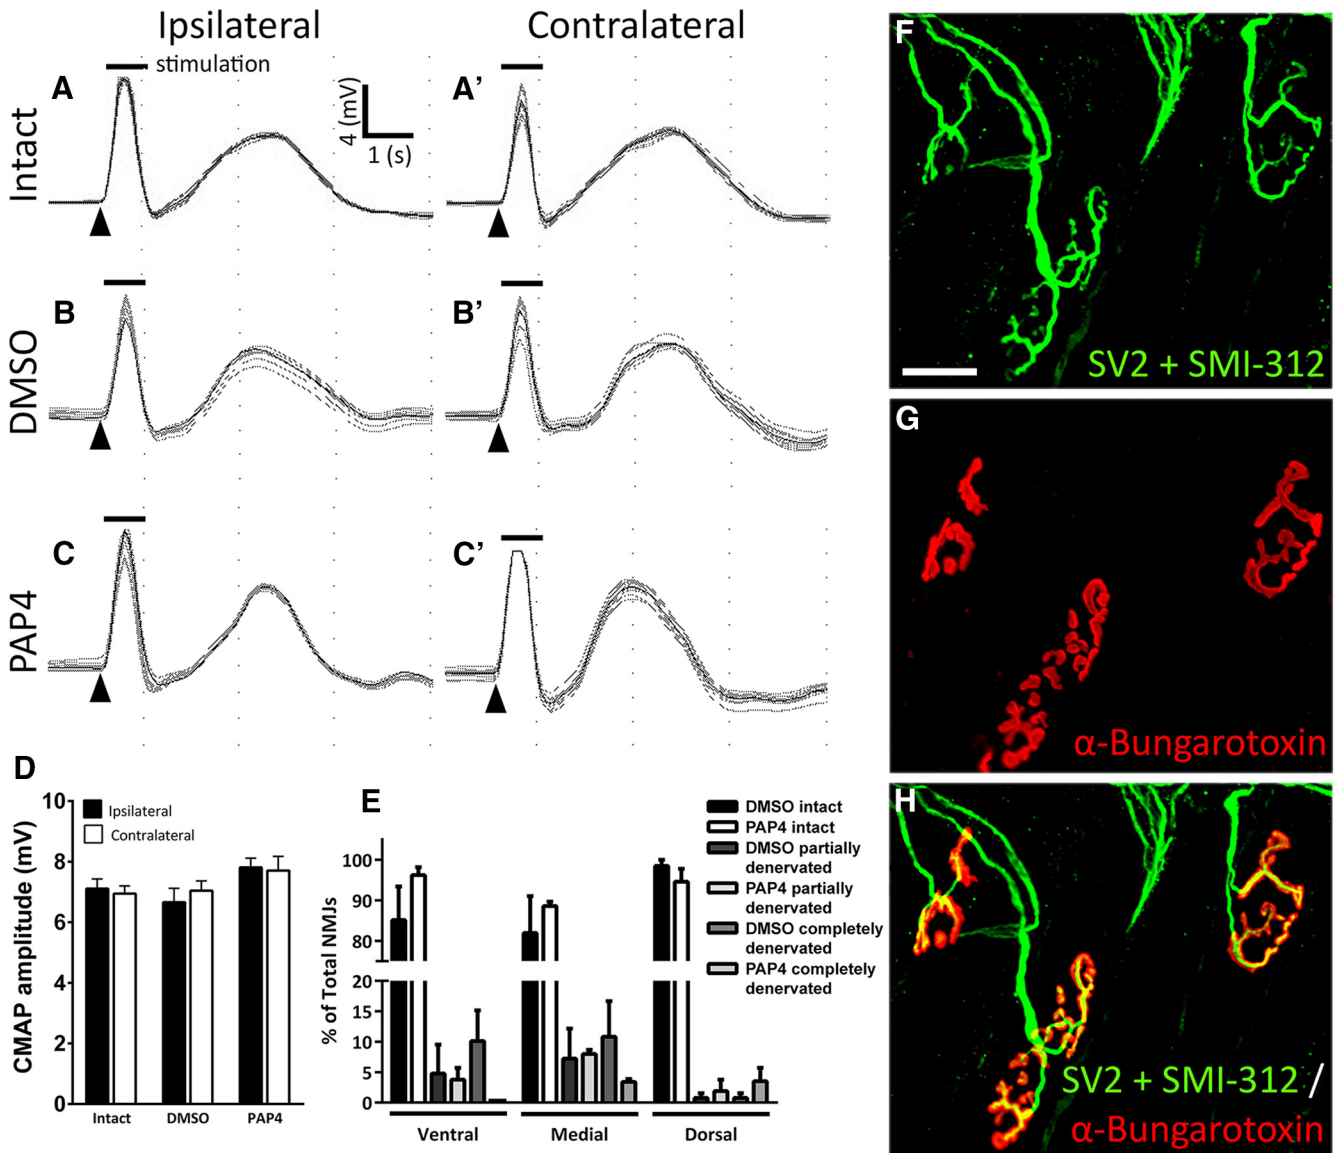 Ipsilateral
Contralateral
A
stimulation
4 (mV)
1 (s)
A'
Intact
B
B'
DMSO
C
C'
PAP4
D
CMAP amplitude (mV)
10
8
6
4
2
0
Ipsilateral
Contralateral
Intact
DMSO
PAP4
E
% of Total NMJs
100
90
80
20
15
10
5
0
Ventral
Medial
Dorsal
DMSO intact
PAP4 intact
DMSO partially
denervated
PAP4 partially
denervated
DMSO completely
denervated
PAP4 completely
denervated
F
SV2 + SMI-312
G
α-Bungarotoxin
H
SV2 + SMI-312 /
α-Bungarotoxin